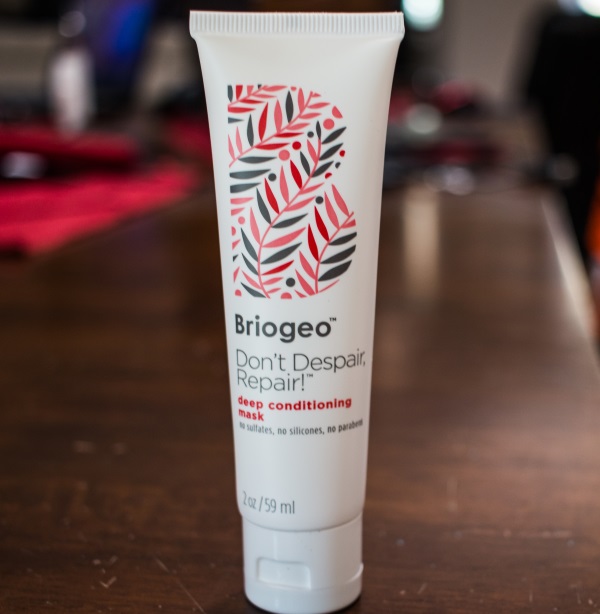 Briogeo™
Don't Despair,
Repair!™
deep conditioning
mask
no sulfates, no silicones, no parabens
2 oz / 59 ml